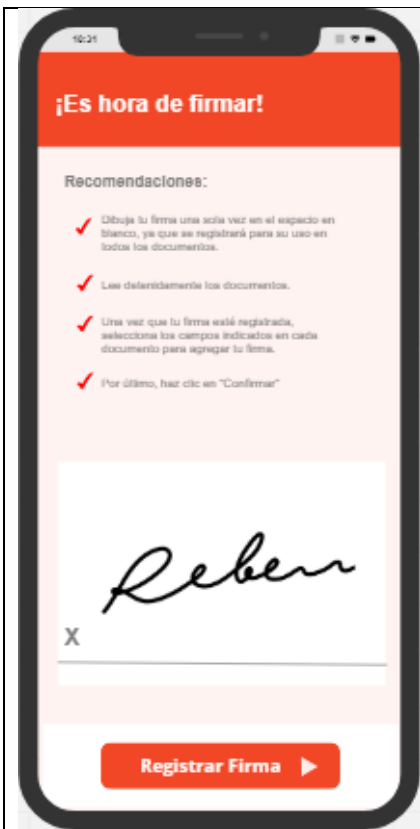 10:21
¡Es hora de firmar!
Recomendaciones:
Dibuja tu firma una sola vez en el espacio en
blanco, ya que se registrará para su uso en
todos los documentos.
Lee detenidamente los documentos.
Una vez que tu firma esté registrada,
selecciona los campos indicados en cada
documento para agregar tu firma.
Por último, haz clic en "Confirmar"
X
Registrar Firma